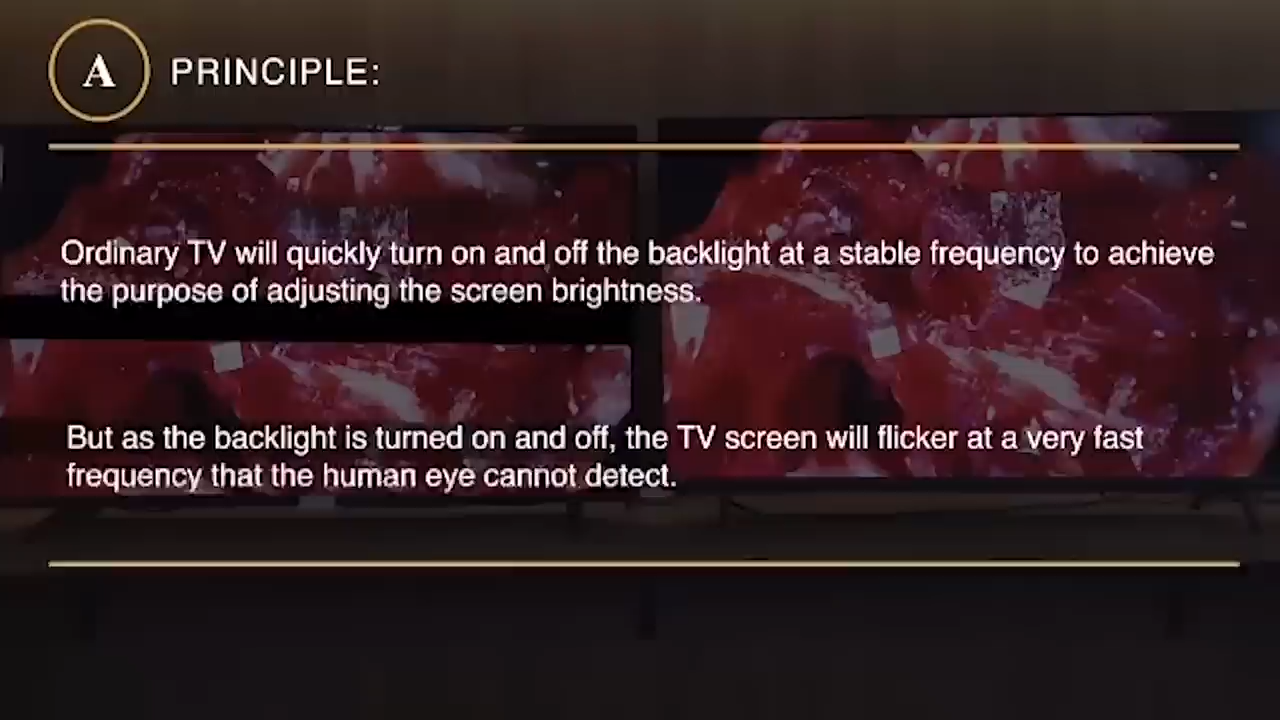 A PRINCIPLE:
Ordinary TV will quickly turn on and off the backlight at a stable frequency to achieve
the purpose of adjusting the screen brightness.
But as the backlight is turned on and off, the TV screen will flicker at a very fast
frequency that the human eye cannot detect.